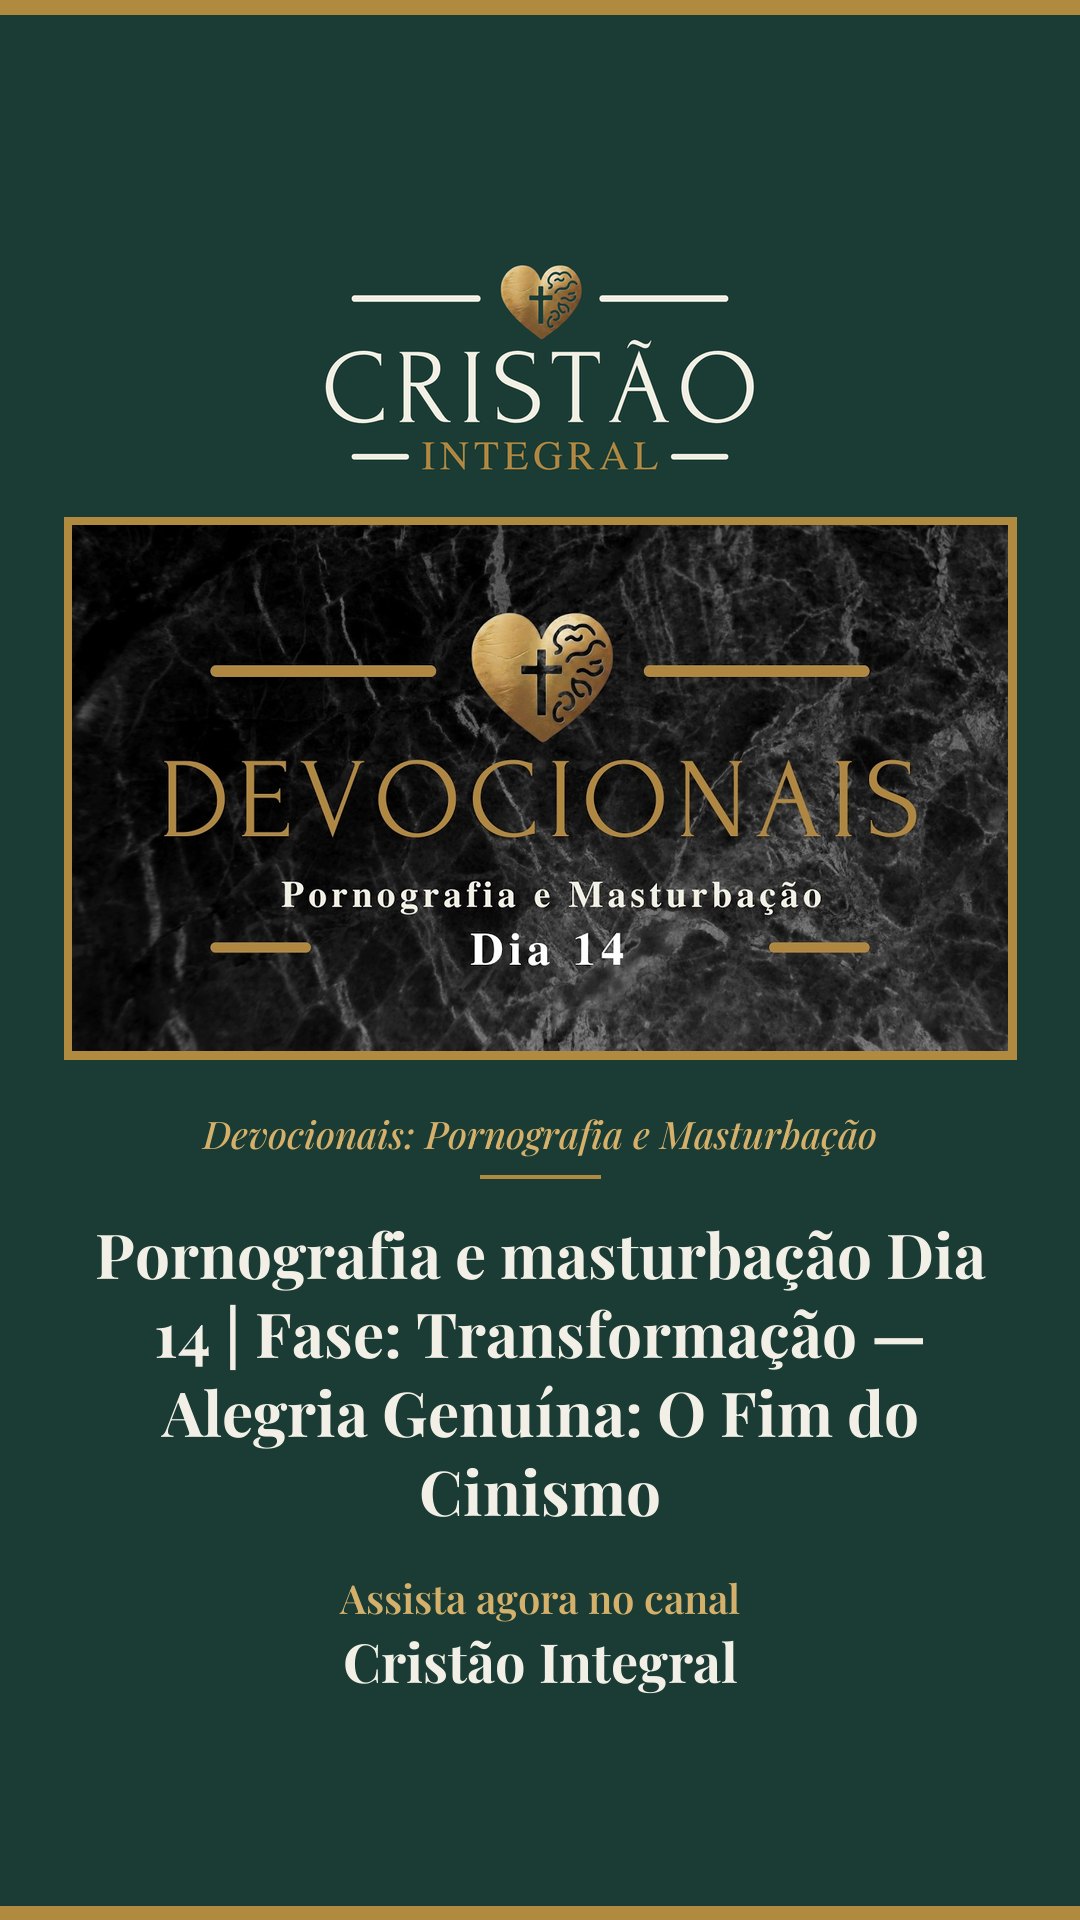 CRISTÃO
INTEGRAL
DEVOCIONAIS
Pornografia e Masturbação
Dia 14
Devocionais: Pornografia e Masturbação
Pornografia e masturbação Dia
14 | Fase: Transformação —
Alegria Genuína: O Fim do
Cinismo
Assista agora no canal
Cristão Integral